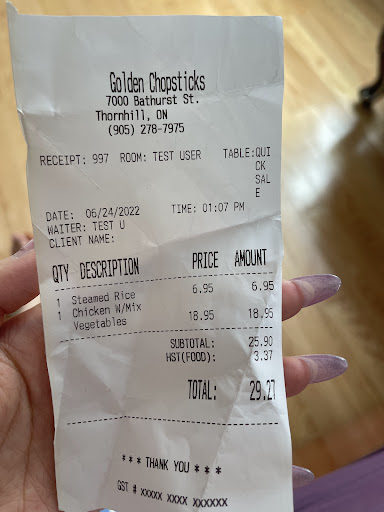 Golden Chopsticks
7000 Bathurst St.
Thornhill, ON
(905) 278-7975
RECEIPT: 997 ROOM: TEST USER TABLE:QUI
CK
SAL
E
DATE: 06/24/2022 TIME: 01:07 PM
WAITER: TEST U
CLIENT NAME:
QTY DESCRIPTION PRICE AMOUNT
1 Steamed Rice 6.95 6.95
1 Chicken W/Mix 18.95 18.95
Vegetables
SUBTOTAL: 25.90
HST(FOOD): 3.37
TOTAL: 29.27
*** THANK YOU ***
GST # XXXXX XXXX XXXXXX